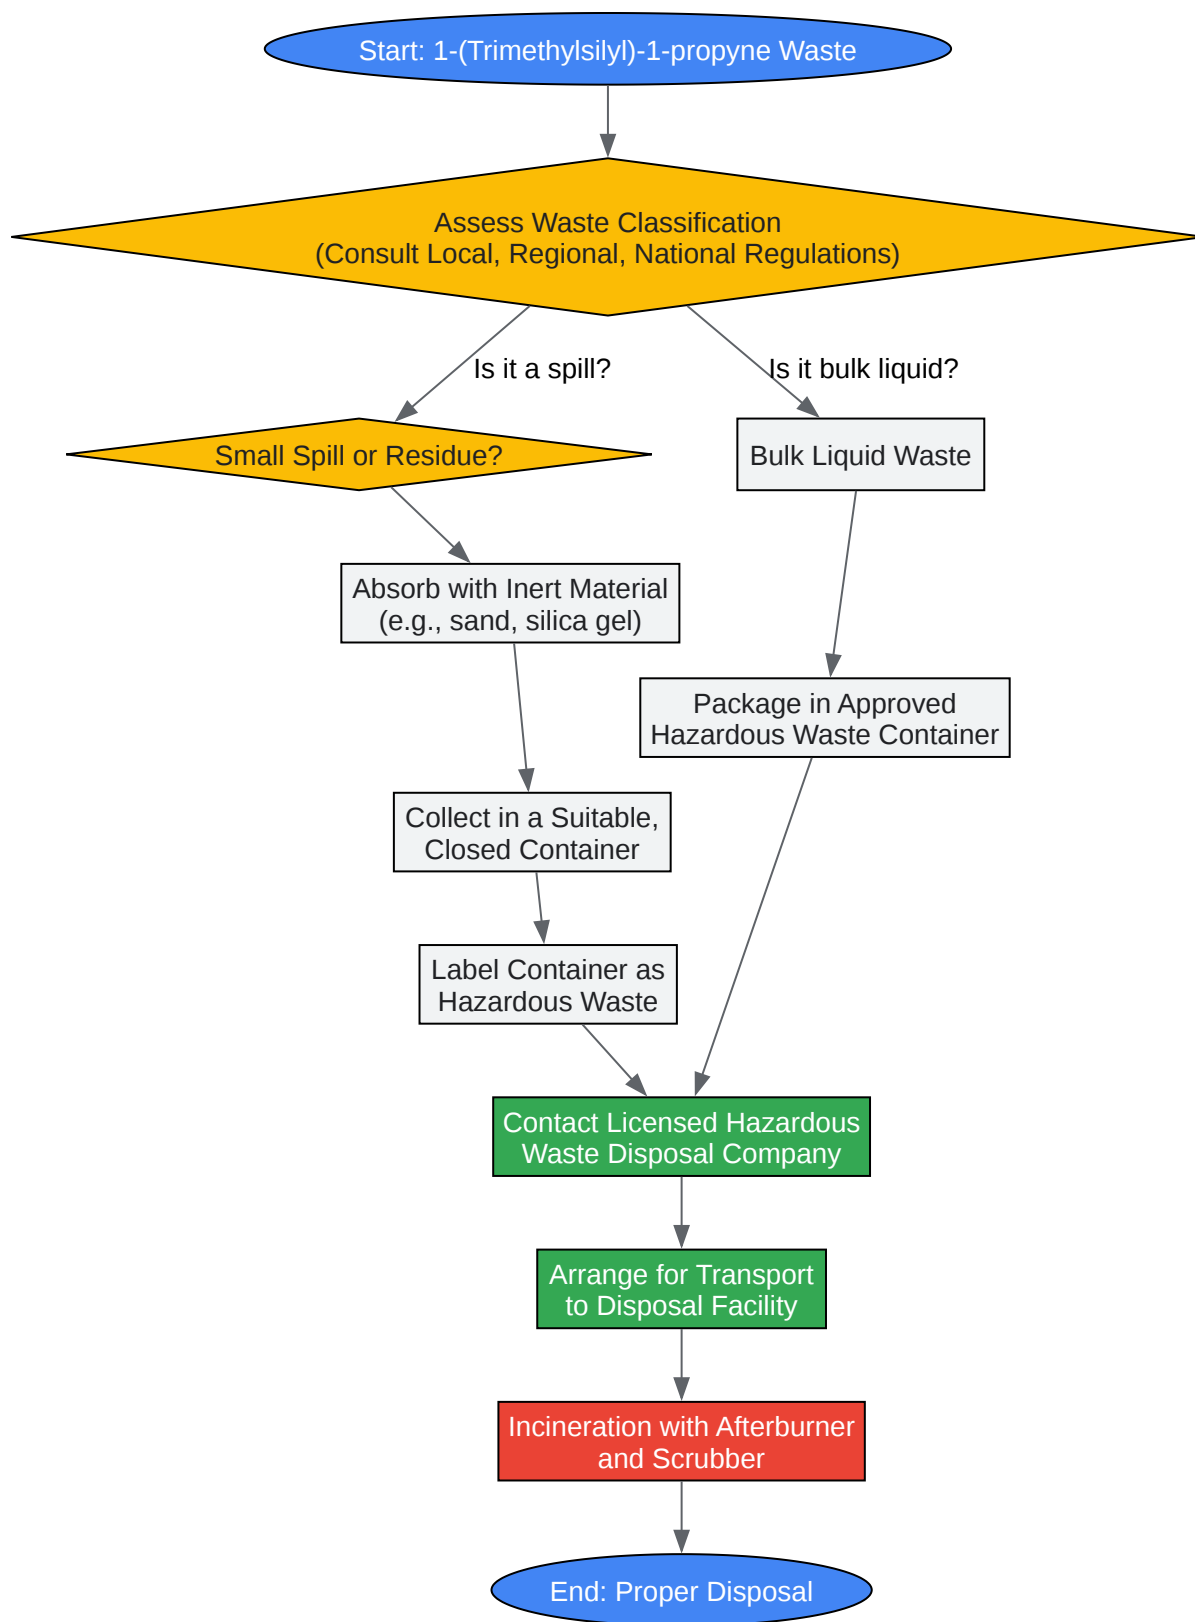 Start: 1-(Trimethylsilyl)-1-propyne Waste
Assess Waste Classification
(Consult Local, Regional, National Regulations)
Is it a spill?
Is it bulk liquid?
Small Spill or Residue?
Bulk Liquid Waste
Absorb with Inert Material
(e.g., sand, silica gel)
Package in Approved
Hazardous Waste Container
Collect in a Suitable,
Closed Container
Label Container as
Hazardous Waste
Contact Licensed Hazardous
Waste Disposal Company
Arrange for Transport
to Disposal Facility
Incineration with Afterburner
and Scrubber
End: Proper Disposal